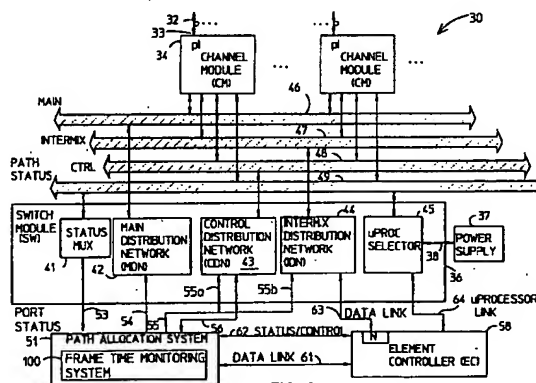 32
33
34
30
pl
CHANNEL
MODULE
(CM)
...
pl
CHANNEL
MODULE
(CM)
...
46
MAIN
47
INTERMIX
48
CTRL
PATH
STATUS
49
SWITCH
MODULE
(SW)
STATUS
MUX
41
MAIN
DISTRIBUTION
NETWORK (MDN)
42
CONTROL
DISTRIBUTION
NETWORK
(CDN) 43
44
INTERMIX
DISTRIBUTION
NETWORK
(IDN)
45
uPROC
SELECTOR
37
POWER
SUPPLY
38
36
55a
55b
PORT
STATUS
53
54
55
56
63
DATA LINK
64
uPROCESSOR
LINK
51
PATH ALLOCATION SYSTEM
100
FRAME TIME MONITORING
SYSTEM
62 STATUS/CONTROL
DATA LINK 61
N
ELEMENT
CONTROLLER (EC)
58